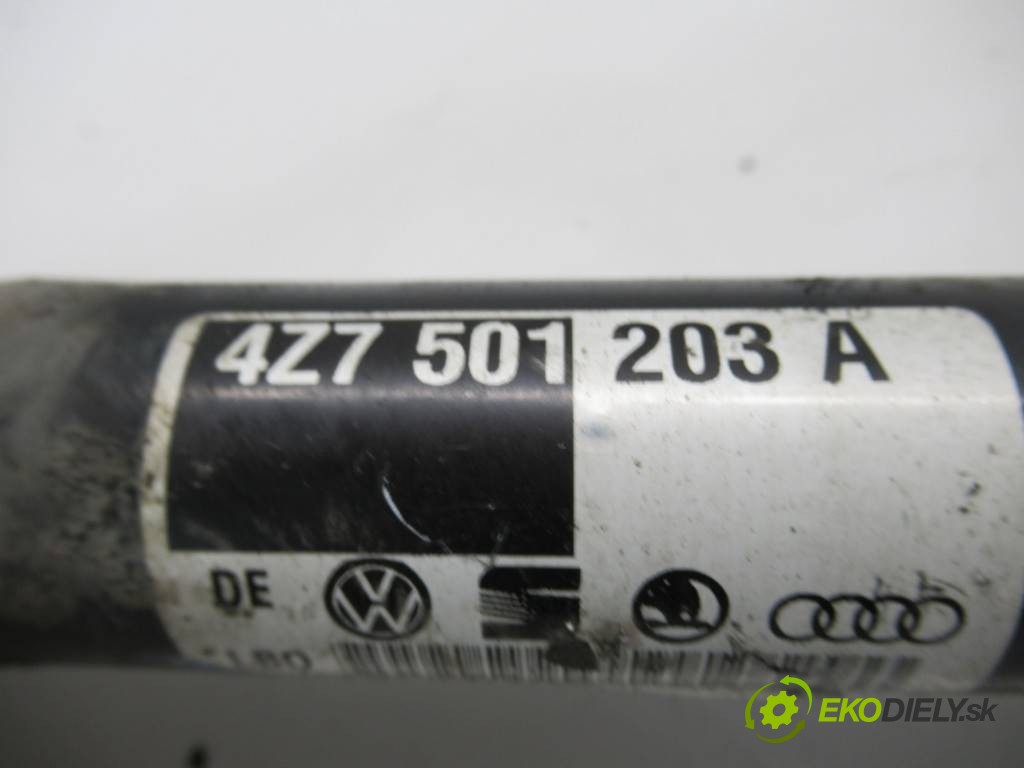 4Z7 501 203 A
DE
EKODIELY.sk